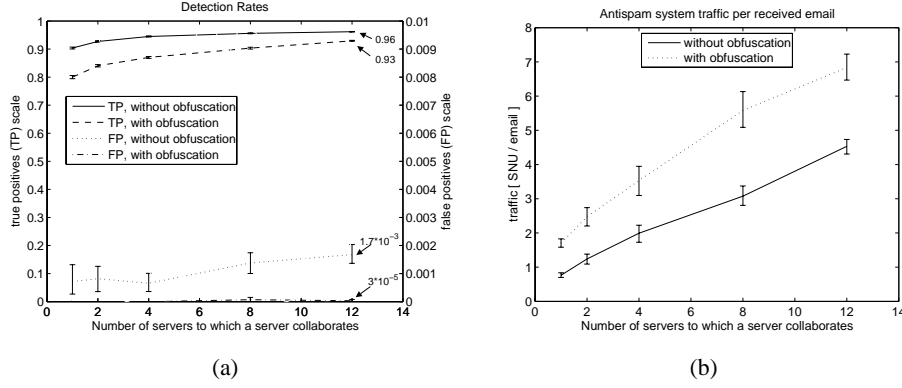 Detection Rates
true positives (TP) scale
1
0.9
0.8
0.7
0.6
0.5
0.4
0.3
0.2
0.1
0
0.01
0.009
0.008
0.007
0.006
0.005
0.004
0.003
0.002
0.001
0
false positives (FP) scale
0.96
0.93
TP, without obfuscation
TP, with obfuscation
FP, without obfuscation
FP, with obfuscation
1.7*10⁻³
3*10⁻⁵
0 2 4 6 8 10 12 14
Number of servers to which a server collaborates
(a)
Antispam system traffic per received email
traffic [ SNU / email ]
8
7
6
5
4
3
2
1
0
without obfuscation
with obfuscation
0 2 4 6 8 10 12 14
Number of servers to which a server collaborates
(b)